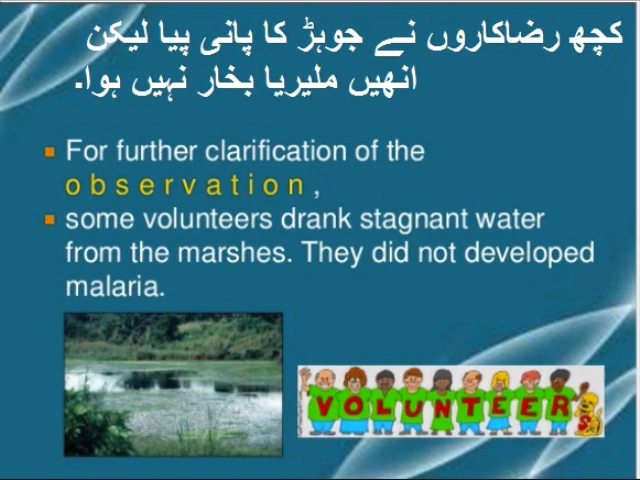 کچھ رضاکاروں نے جوہڑ کا پانی پیا لیکن
انھیں ملیریا بخار نہیں ہوا۔
For further clarification of the
observation,
some volunteers drank stagnant water
from the marshes. They did not developed
malaria.
VOLUNTEERS